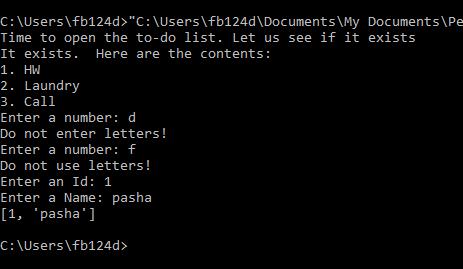 C:\Users\fb124d>"C:\Users\fb124d\Documents\My Documents\Pe
Time to open the to-do list. Let us see if it exists
It exists.  Here are the contents:
1. HW
2. Laundry
3. Call
Enter a number: d
Do not enter letters!
Enter a number: f
Do not use letters!
Enter an Id: 1
Enter a Name: pasha
[1, 'pasha']
C:\Users\fb124d>